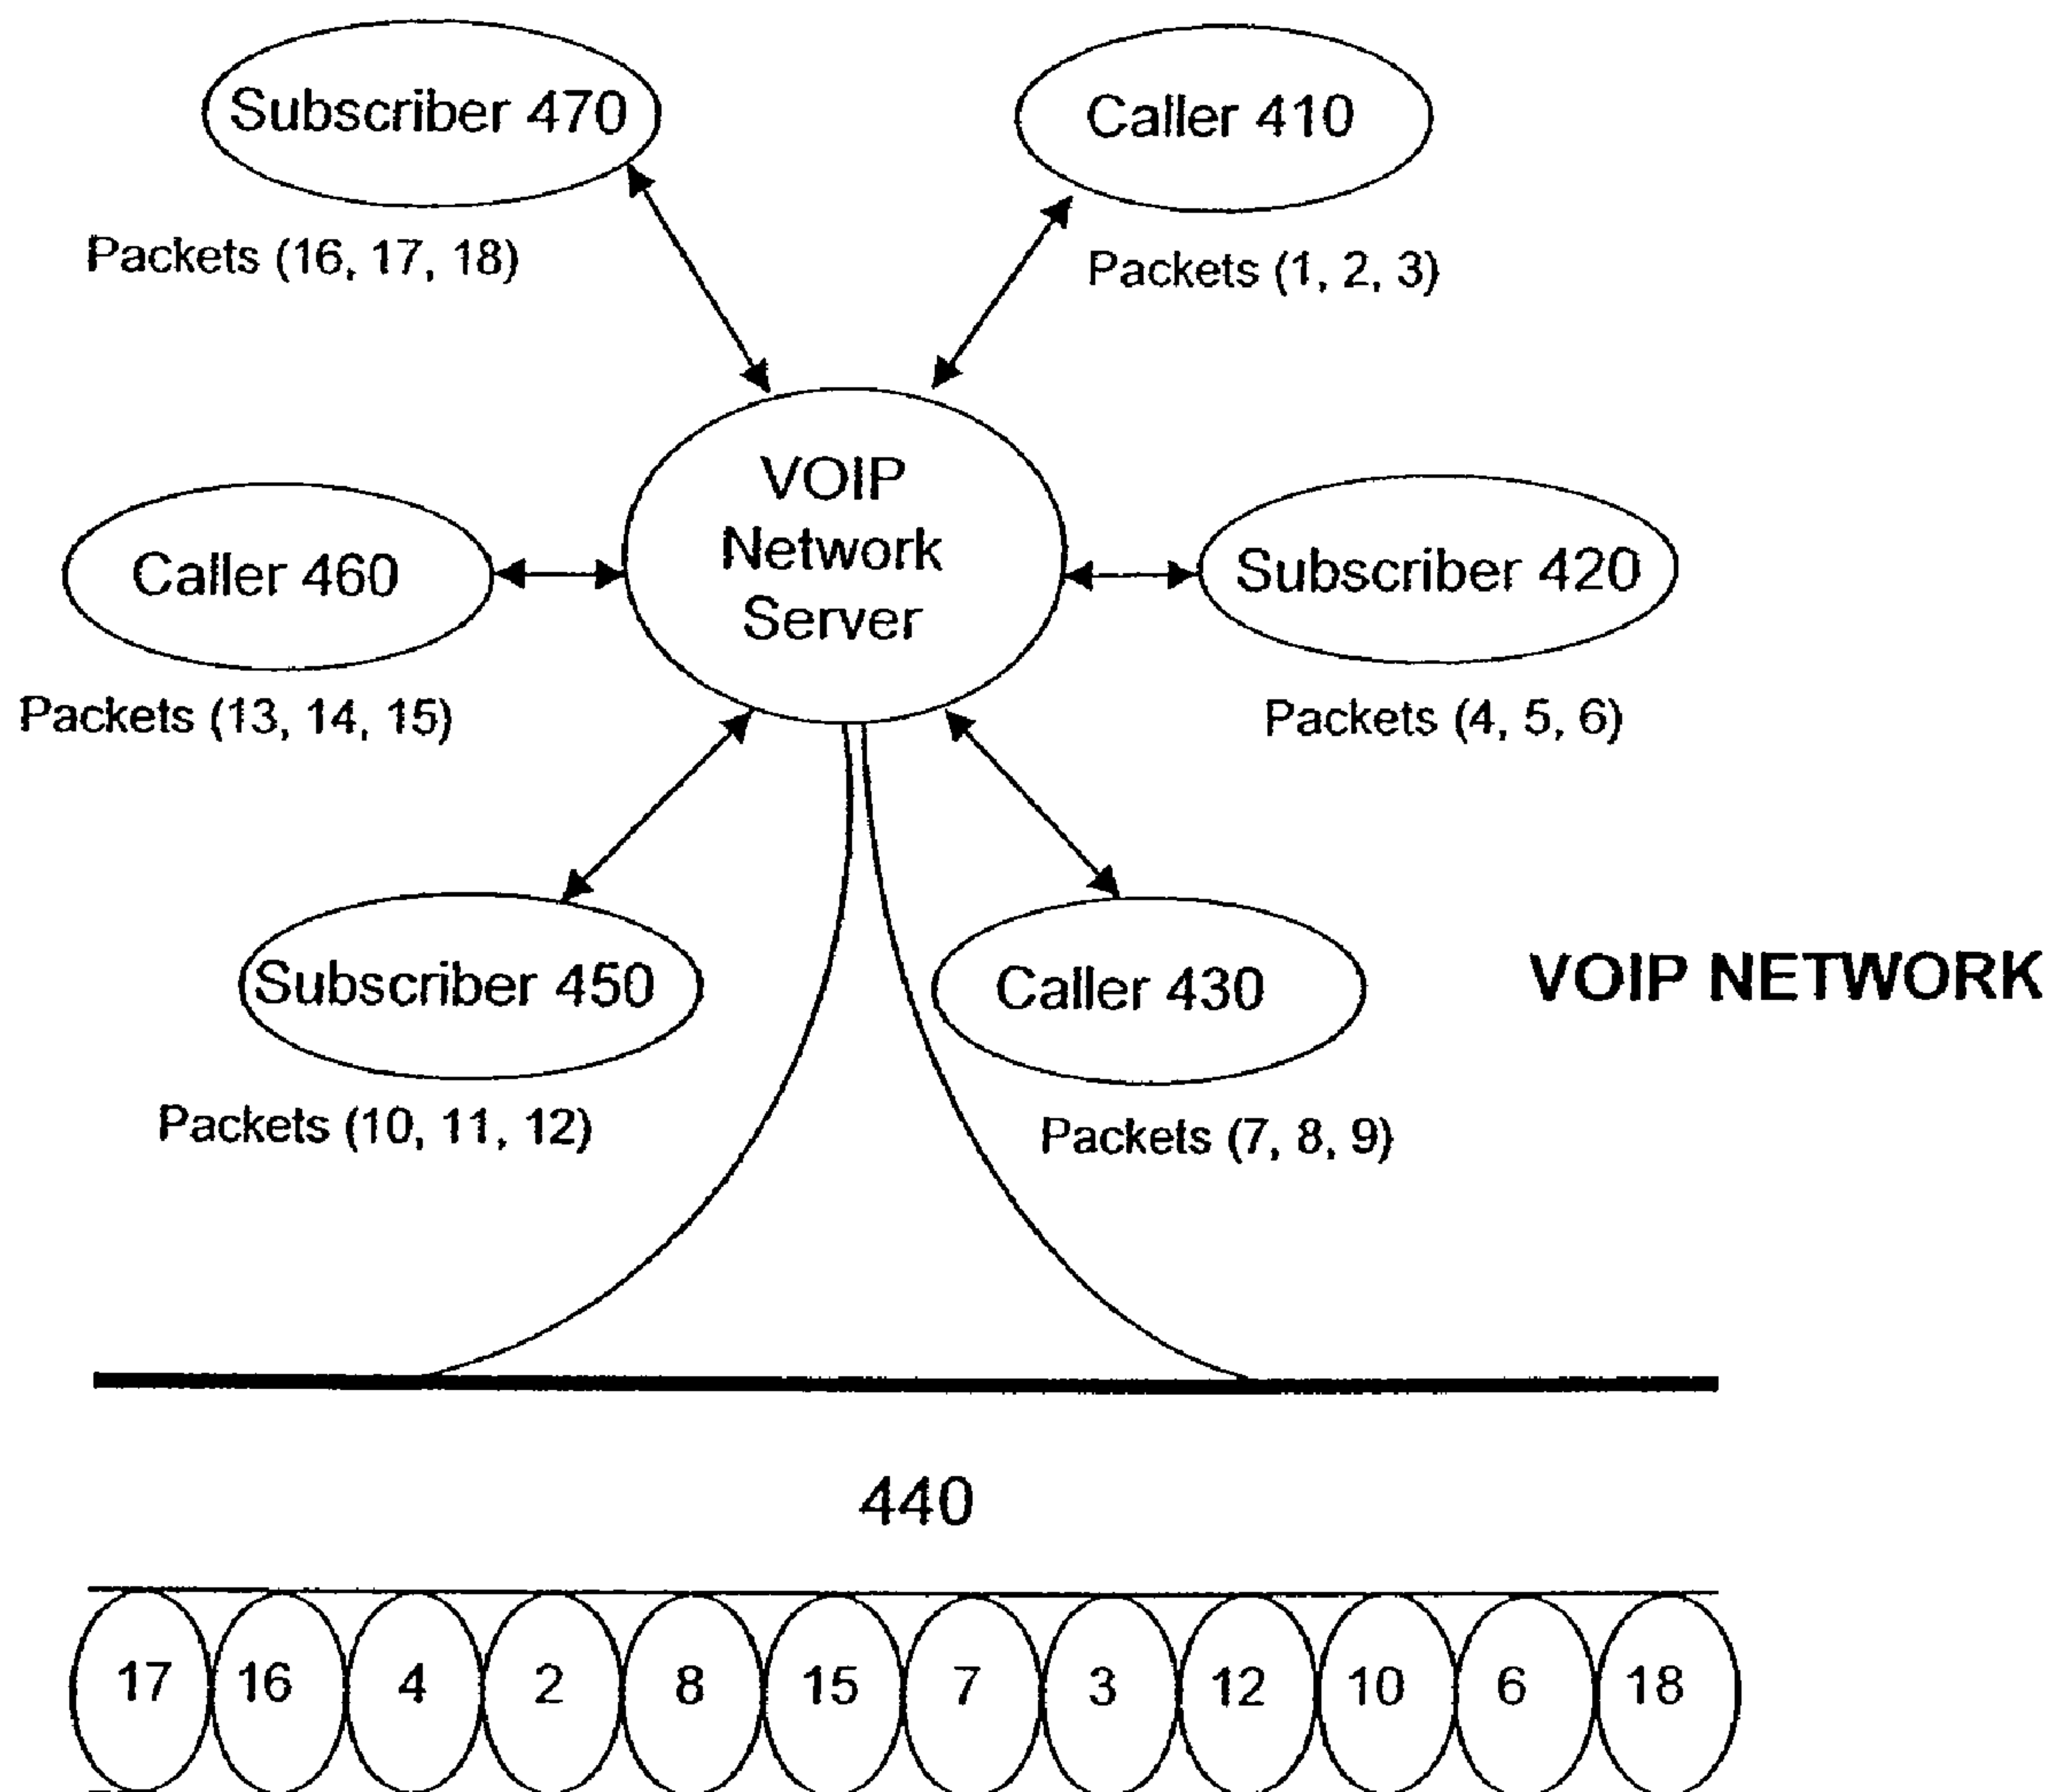 Subscriber 470
Caller 410
Packets (16, 17, 18)
Packets (1, 2, 3)
VOIP
Network
Server
Caller 460
Subscriber 420
Packets (13, 14, 15)
Packets (4, 5, 6)
Subscriber 450
Caller 430
VOIP NETWORK
Packets (10, 11, 12)
Packets (7, 8, 9)
440
17 16 4 2 8 15 7 3 12 10 6 18